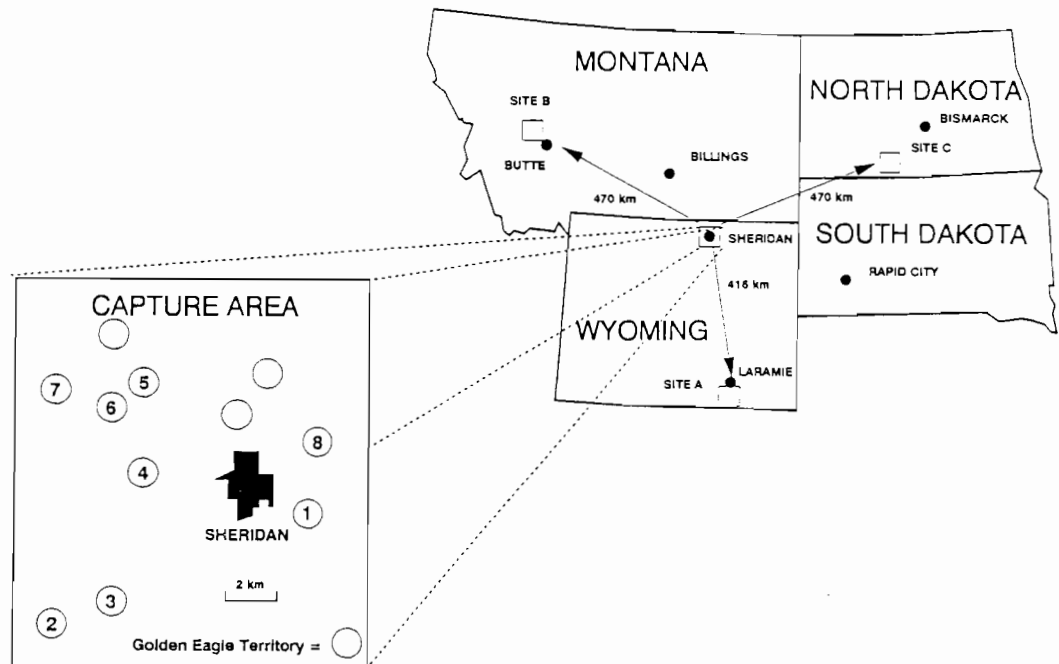 MONTANA
NORTH DAKOTA
SITE B
BISMARCK
SITE C
BUTTE
BILLINGS
470 km
470 km
SHERIDAN
SOUTH DAKOTA
RAPID CITY
416 km
WYOMING
LARAMIE
SITE A
CAPTURE AREA
7
5
6
8
4
1
SHERIDAN
2 km
3
2
Golden Eagle Territory =